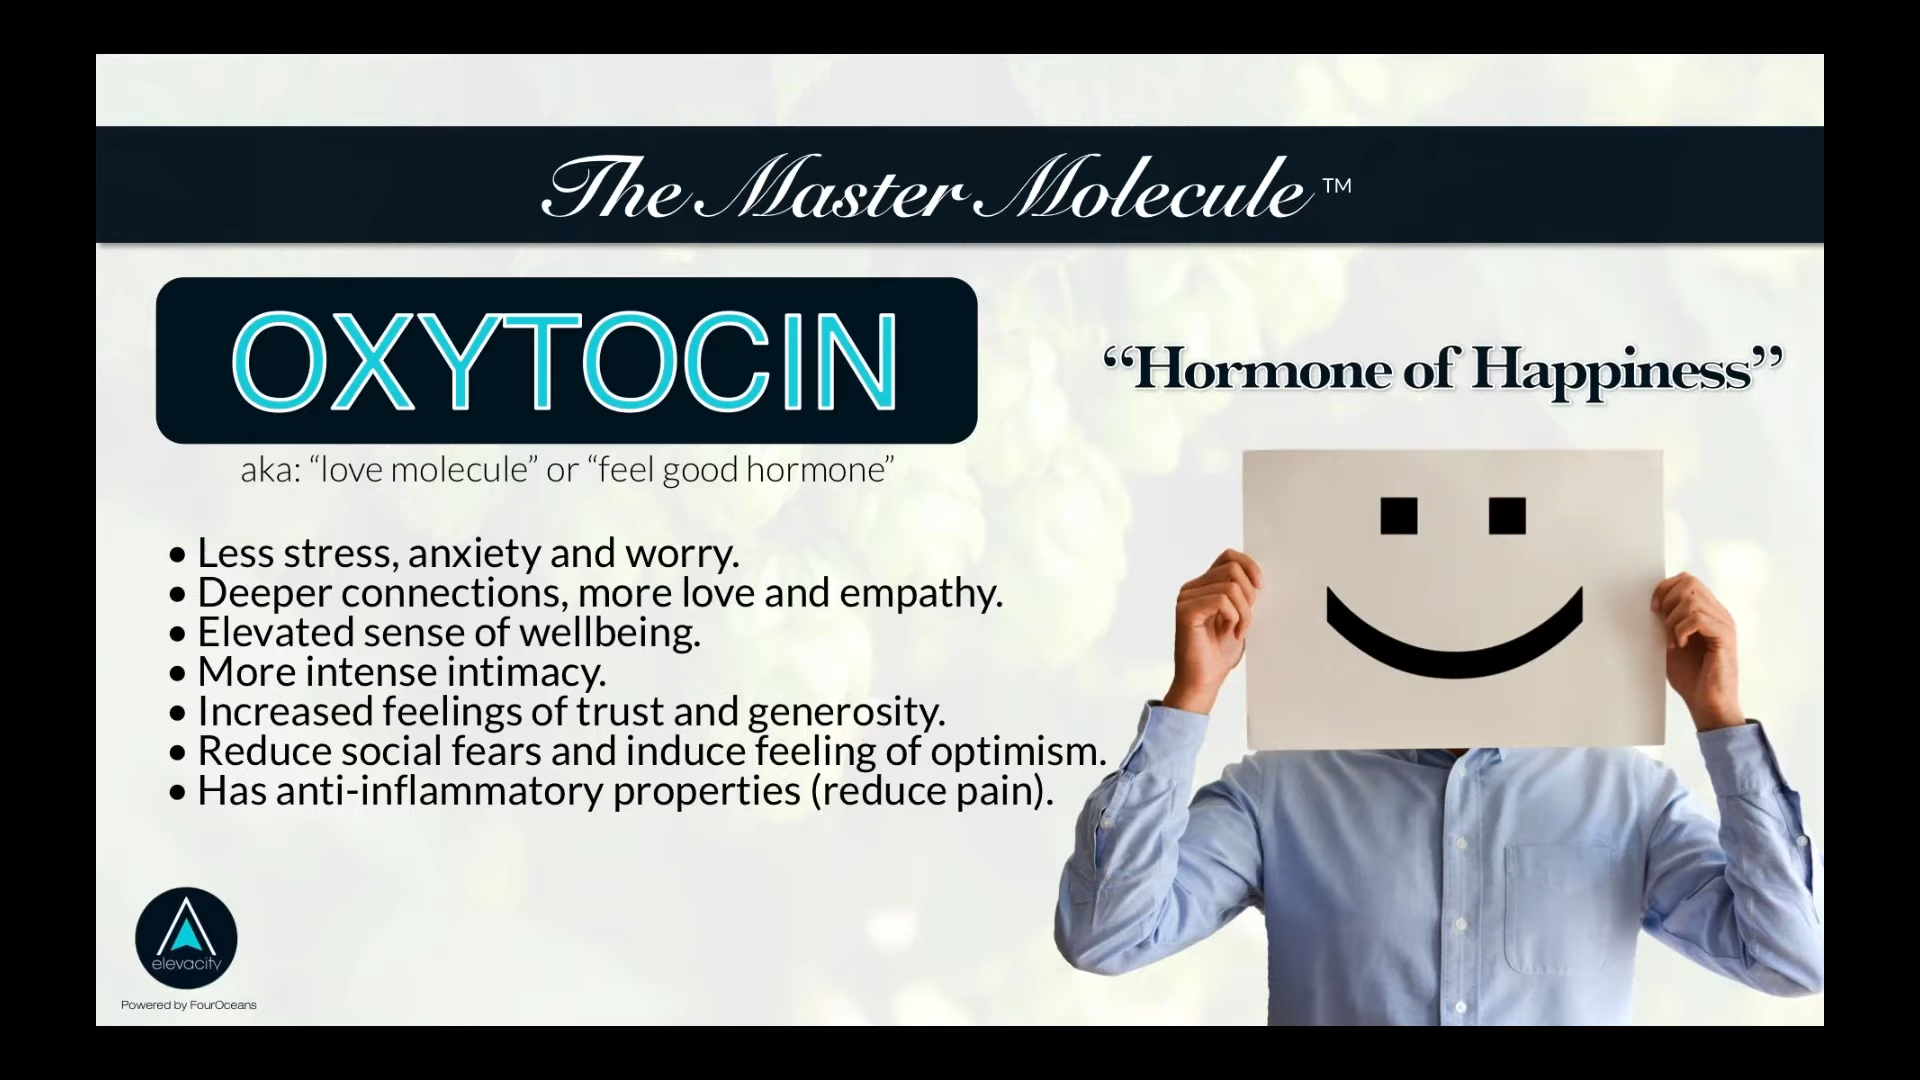 The Master Molecule™
OXYTOCIN
aka: “love molecule” or “feel good hormone”
“Hormone of Happiness”
• Less stress, anxiety and worry.
• Deeper connections, more love and empathy.
• Elevated sense of wellbeing.
• More intense intimacy.
• Increased feelings of trust and generosity.
• Reduce social fears and induce feeling of optimism.
• Has anti-inflammatory properties (reduce pain).
elevacity
Powered by FourOceans